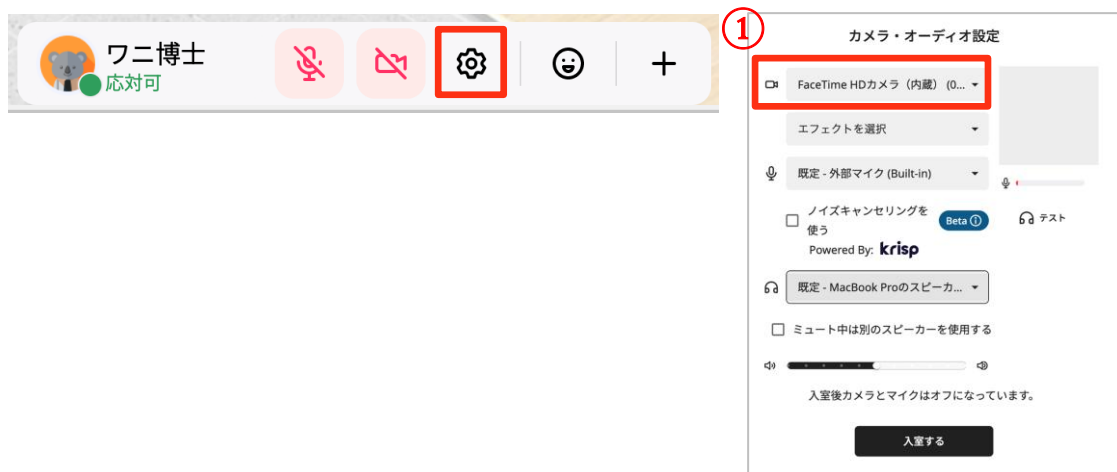 ワニ博士
応対可
①
カメラ・オーディオ設定
FaceTime HDカメラ（内蔵） (0...
エフェクトを選択
既定 - 外部マイク (Built-in)
ノイズキャンセリングを
使う
Beta
テスト
Powered By: krisp
既定 - MacBook Proのスピーカ...
ミュート中は別のスピーカーを使用する
入室後カメラとマイクはオフになっています。
入室する